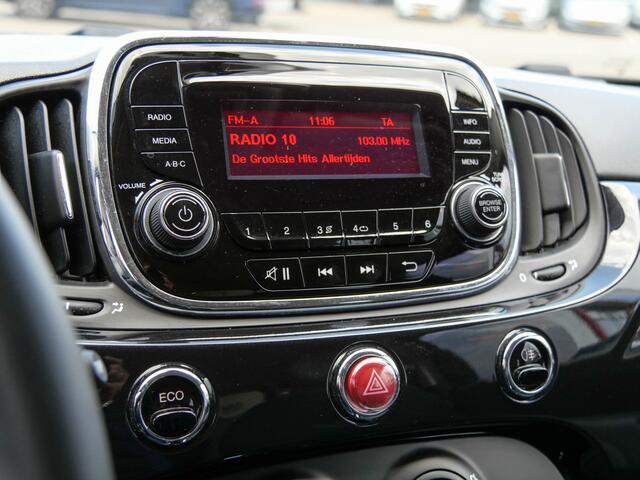 FM-A 11:06 TA
RADIO 10 103.00 MHz
De Grootste Hits Allertijden
RADIO
MEDIA
A-B-C
VOLUME
INFO
AUDIO
MENU
BROWSE
ENTER
1 2 3 4 5 6
ECO
0